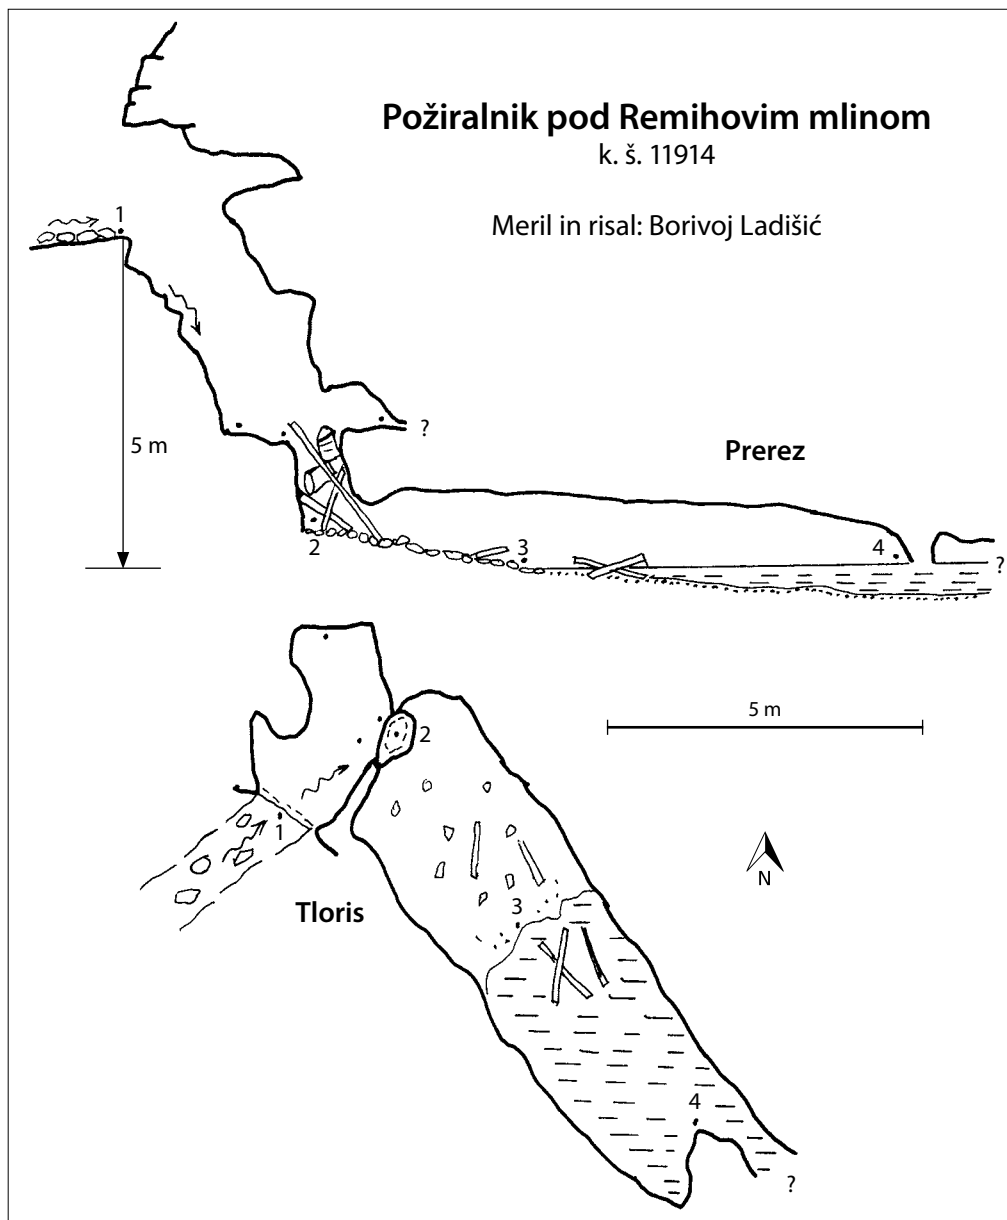 Požiralnik pod Remihovim mlinom
k. š. 11914
Meril in risal: Borivoj Ladišić
1
5 m
?
Prerez
2
3
4
?
5 m
2
1
N
Tloris
3
4
?